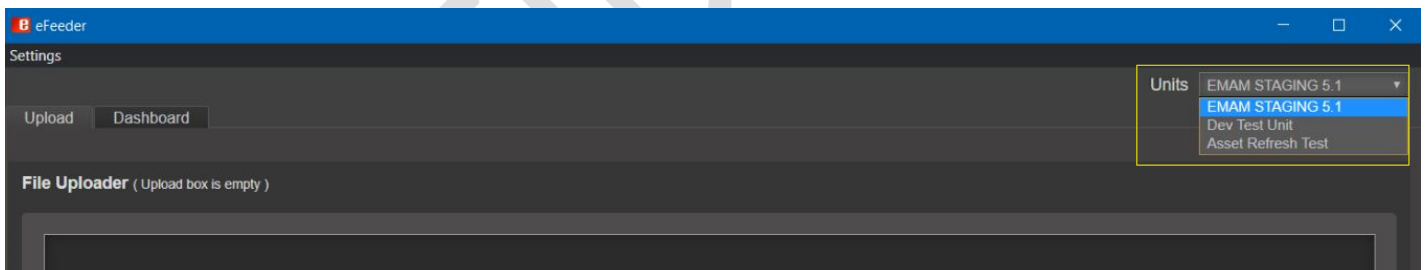 eFeeder
Settings
Units EMAM STAGING 5.1
EMAM STAGING 5.1
Dev Test Unit
Asset Refresh Test
Upload Dashboard
File Uploader ( Upload box is empty )